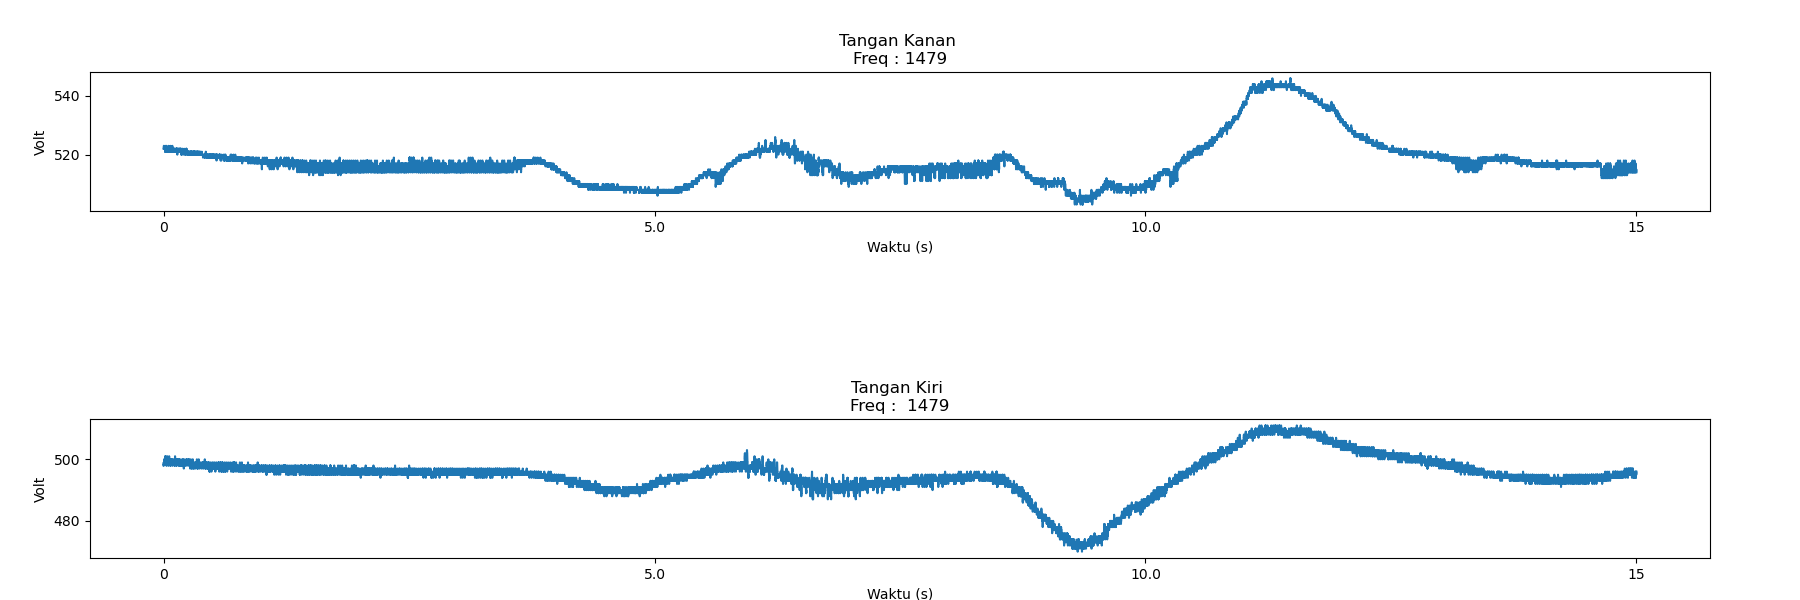 Tangan Kanan
Freq : 1479
540
520
Volt
0 5.0 10.0 15
Waktu (s)
Tangan Kiri
Freq :  1479
500
480
Volt
0 5.0 10.0 15
Waktu (s)